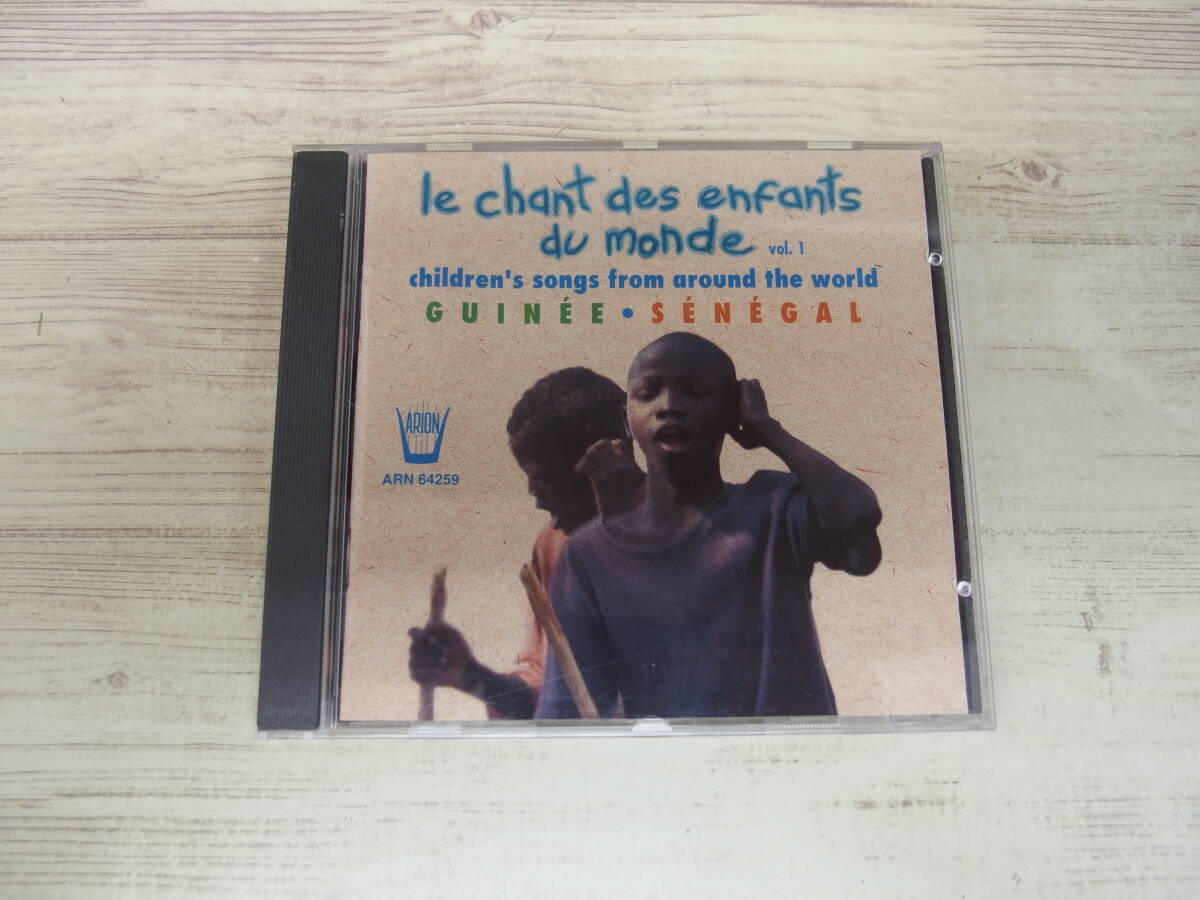 le chant des enfants
du monde vol. 1
children's songs from around the world
GUINÉE • SÉNÉGAL
ARION
ARN 64259